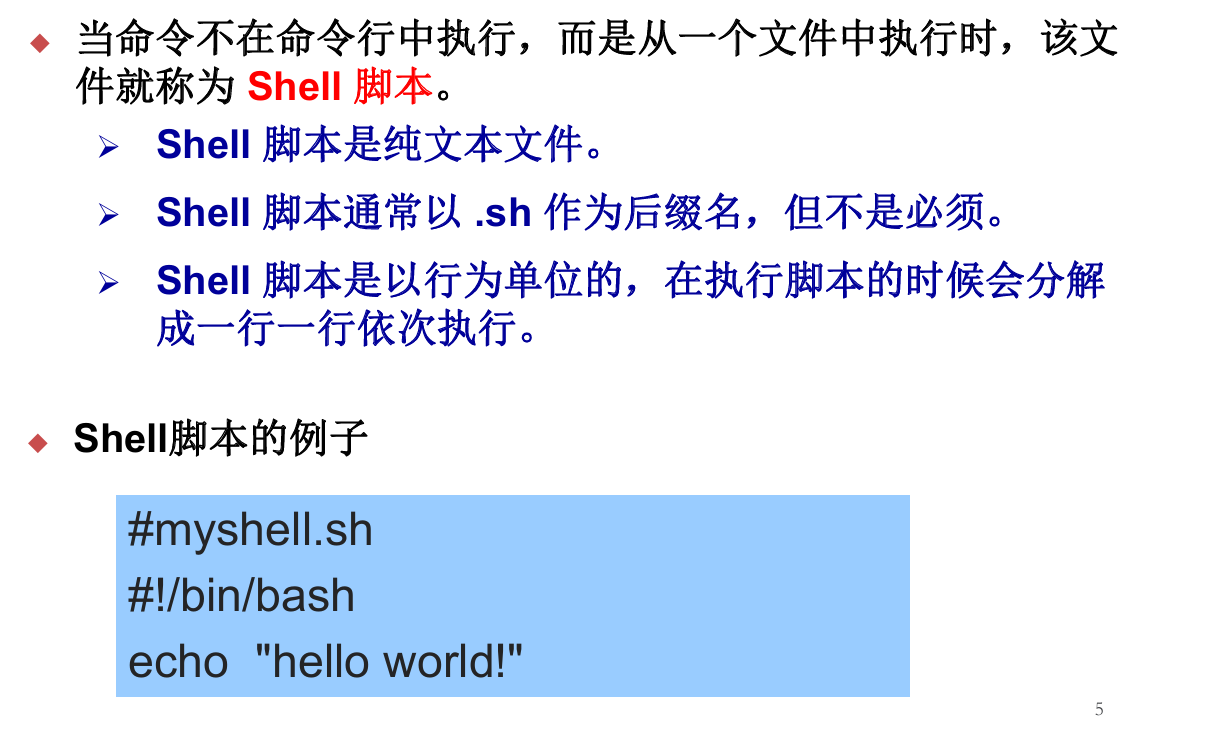 当命令不在命令行中执行，而是从一个文件中执行时，该文
件就称为 Shell 脚本。
Shell 脚本是纯文本文件。
Shell 脚本通常以 .sh 作为后缀名，但不是必须。
Shell 脚本是以行为单位的，在执行脚本的时候会分解
成一行一行依次执行。
Shell脚本的例子
#myshell.sh
#!/bin/bash
echo  "hello world!"
5